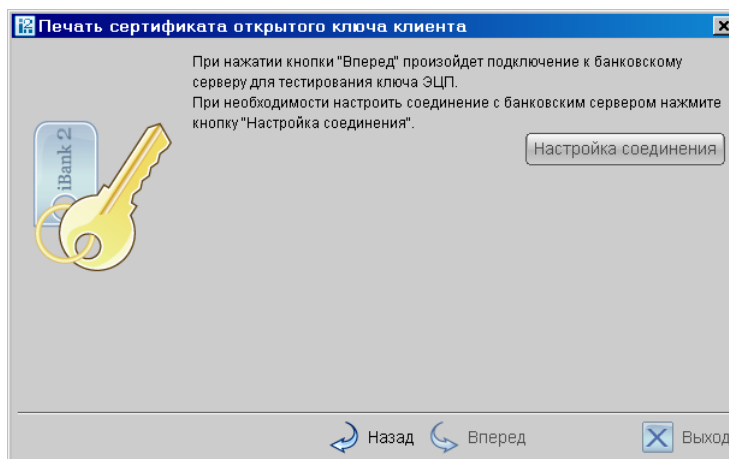 Печать сертификата открытого ключа клиента
При нажатии кнопки "Вперед" произойдет подключение к банковскому
серверу для тестирования ключа ЭЦП.
При необходимости настроить соединение с банковским сервером нажмите
кнопку "Настройка соединения".
iBank 2
Настройка соединения
Назад Вперед Выход